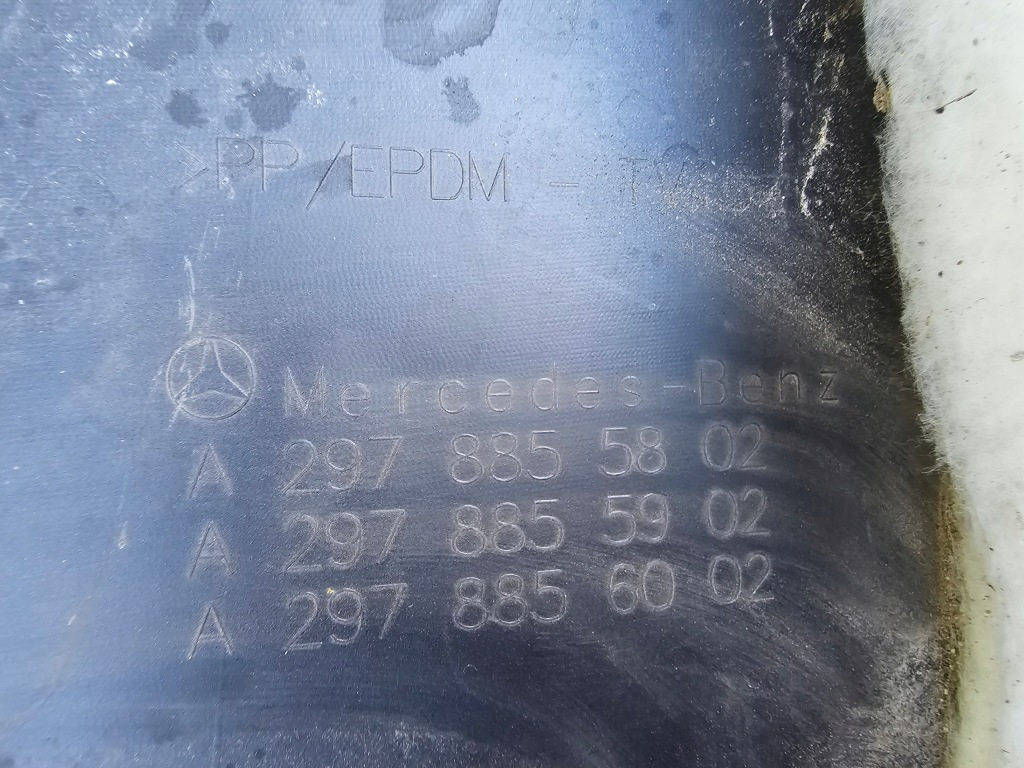 >PP/EPDM -
Mercedes-Benz
A 297 885 58 02
A 297 885 59 02
A 297 885 60 02